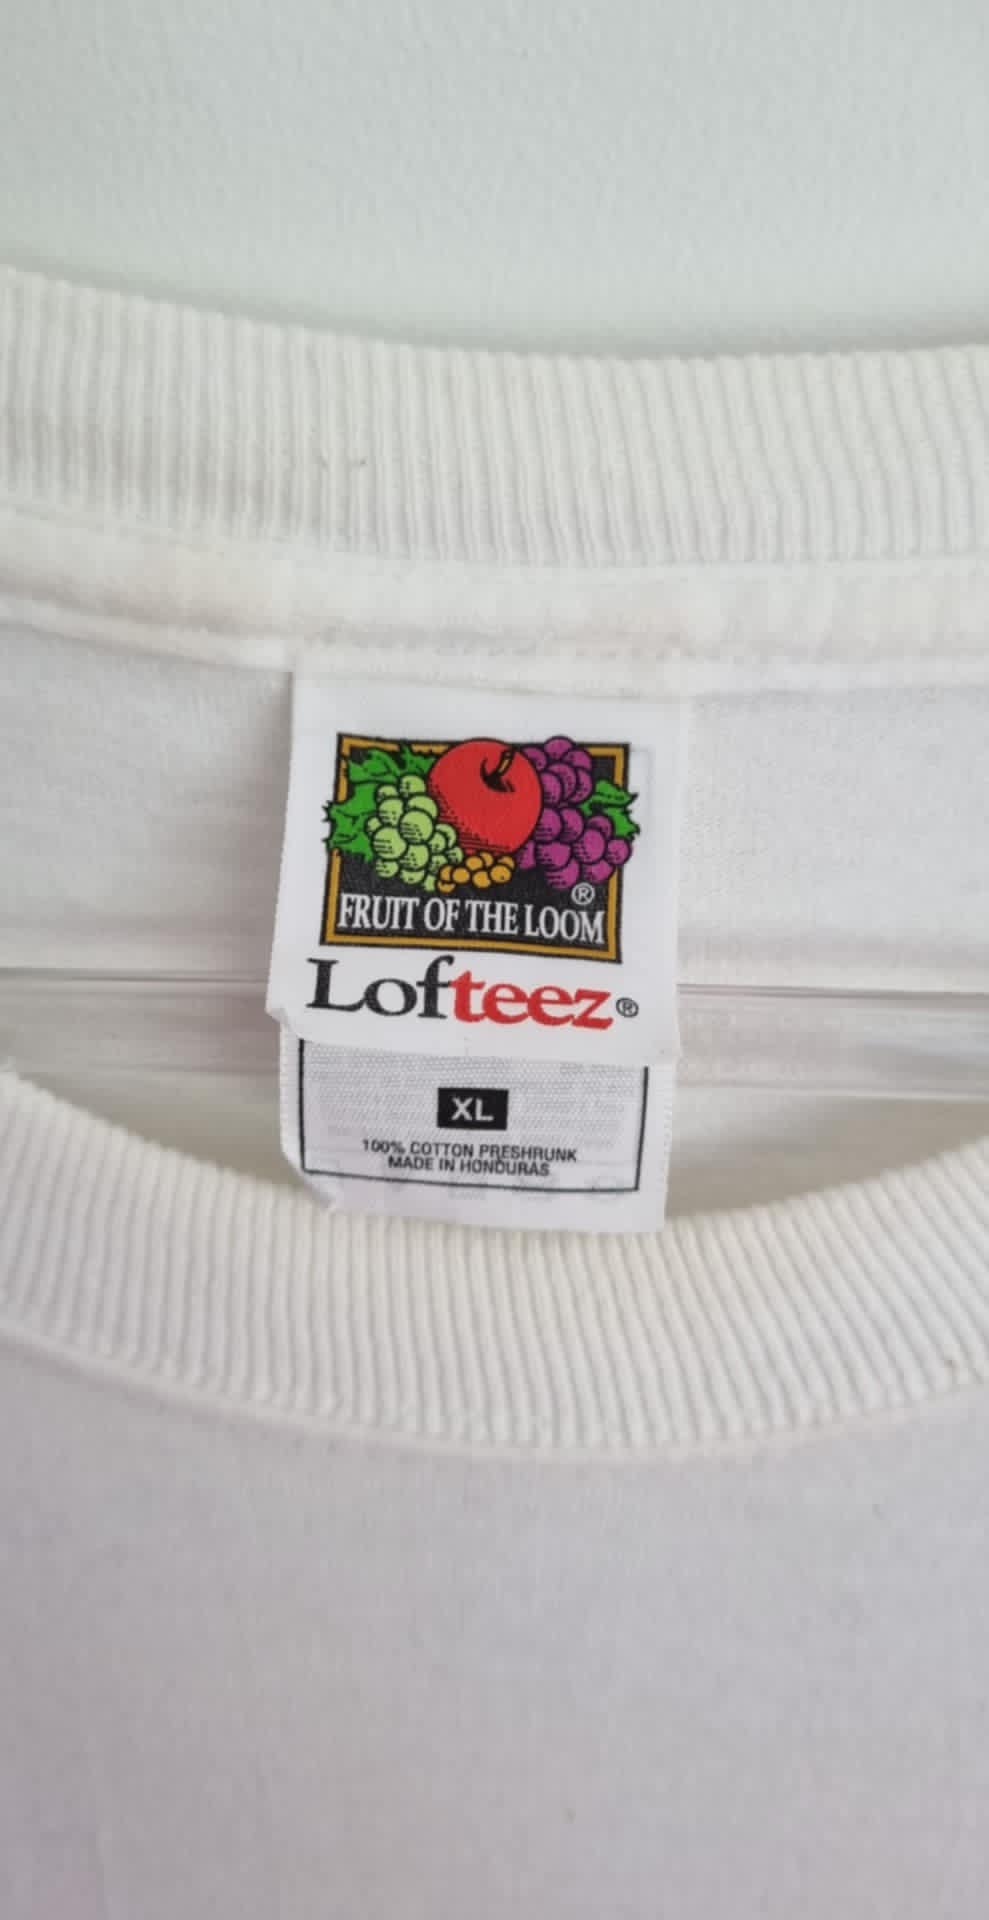 ®
FRUIT OF THE LOOM
Lofteez®
XL
100% COTTON PRESHRUNK
MADE IN HONDURAS